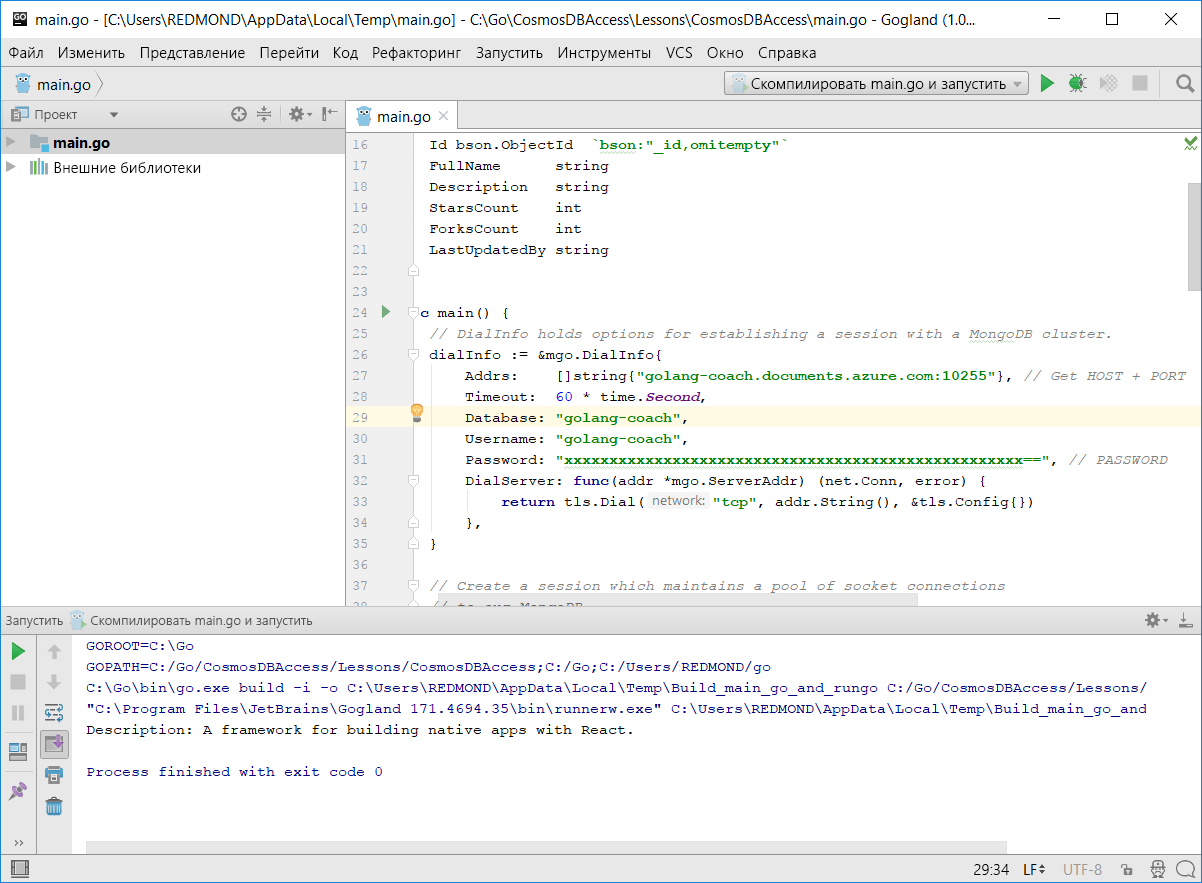 main.go - [C:\Users\REDMOND\AppData\Local\Temp\main.go] - C:\Go\CosmosDBAccess\Lessons\CosmosDBAccess\main.go - Gogland (1.0...
Файл Изменить Представление Перейти Код Рефакторинг Запустить Инструменты VCS Окно Справка
main.go Скомпилировать main.go и запустить
Проект main.go
main.go
Внешние библиотеки
16 Id bson.ObjectId `bson:"_id,omitempty"`
17 FullName string
18 Description string
19 StarsCount int
20 ForksCount int
21 LastUpdatedBy string
22
23
24 c main() {
25 // DialInfo holds options for establishing a session with a MongoDB cluster.
26 dialInfo := &mgo.DialInfo{
27 Addrs: []string{"golang-coach.documents.azure.com:10255"}, // Get HOST + PORT
28 Timeout: 60 * time.Second,
29 Database: "golang-coach",
30 Username: "golang-coach",
31 Password: "xxxxxxxxxxxxxxxxxxxxxxxxxxxxxxxxxxxxxxxxxxxxxxxxxxx==", // PASSWORD
32 DialServer: func(addr *mgo.ServerAddr) (net.Conn, error) {
33 return tls.Dial( network: "tcp", addr.String(), &tls.Config{})
34 },
35 }
36
37 // Create a session which maintains a pool of socket connections
38 // to our MongoDB
Запустить Скомпилировать main.go и запустить
GOROOT=C:\Go
GOPATH=C:/Go/CosmosDBAccess/Lessons/CosmosDBAccess;C:/Go;C:/Users/REDMOND/go
C:\Go\bin\go.exe build -i -o C:\Users\REDMOND\AppData\Local\Temp\Build_main_go_and_rungo C:/Go/CosmosDBAccess/Lessons/
"C:\Program Files\JetBrains\Gogland 171.4694.35\bin\runnerw.exe" C:\Users\REDMOND\AppData\Local\Temp\Build_main_go_and
Description: A framework for building native apps with React.
Process finished with exit code 0
29:34 LF UTF-8